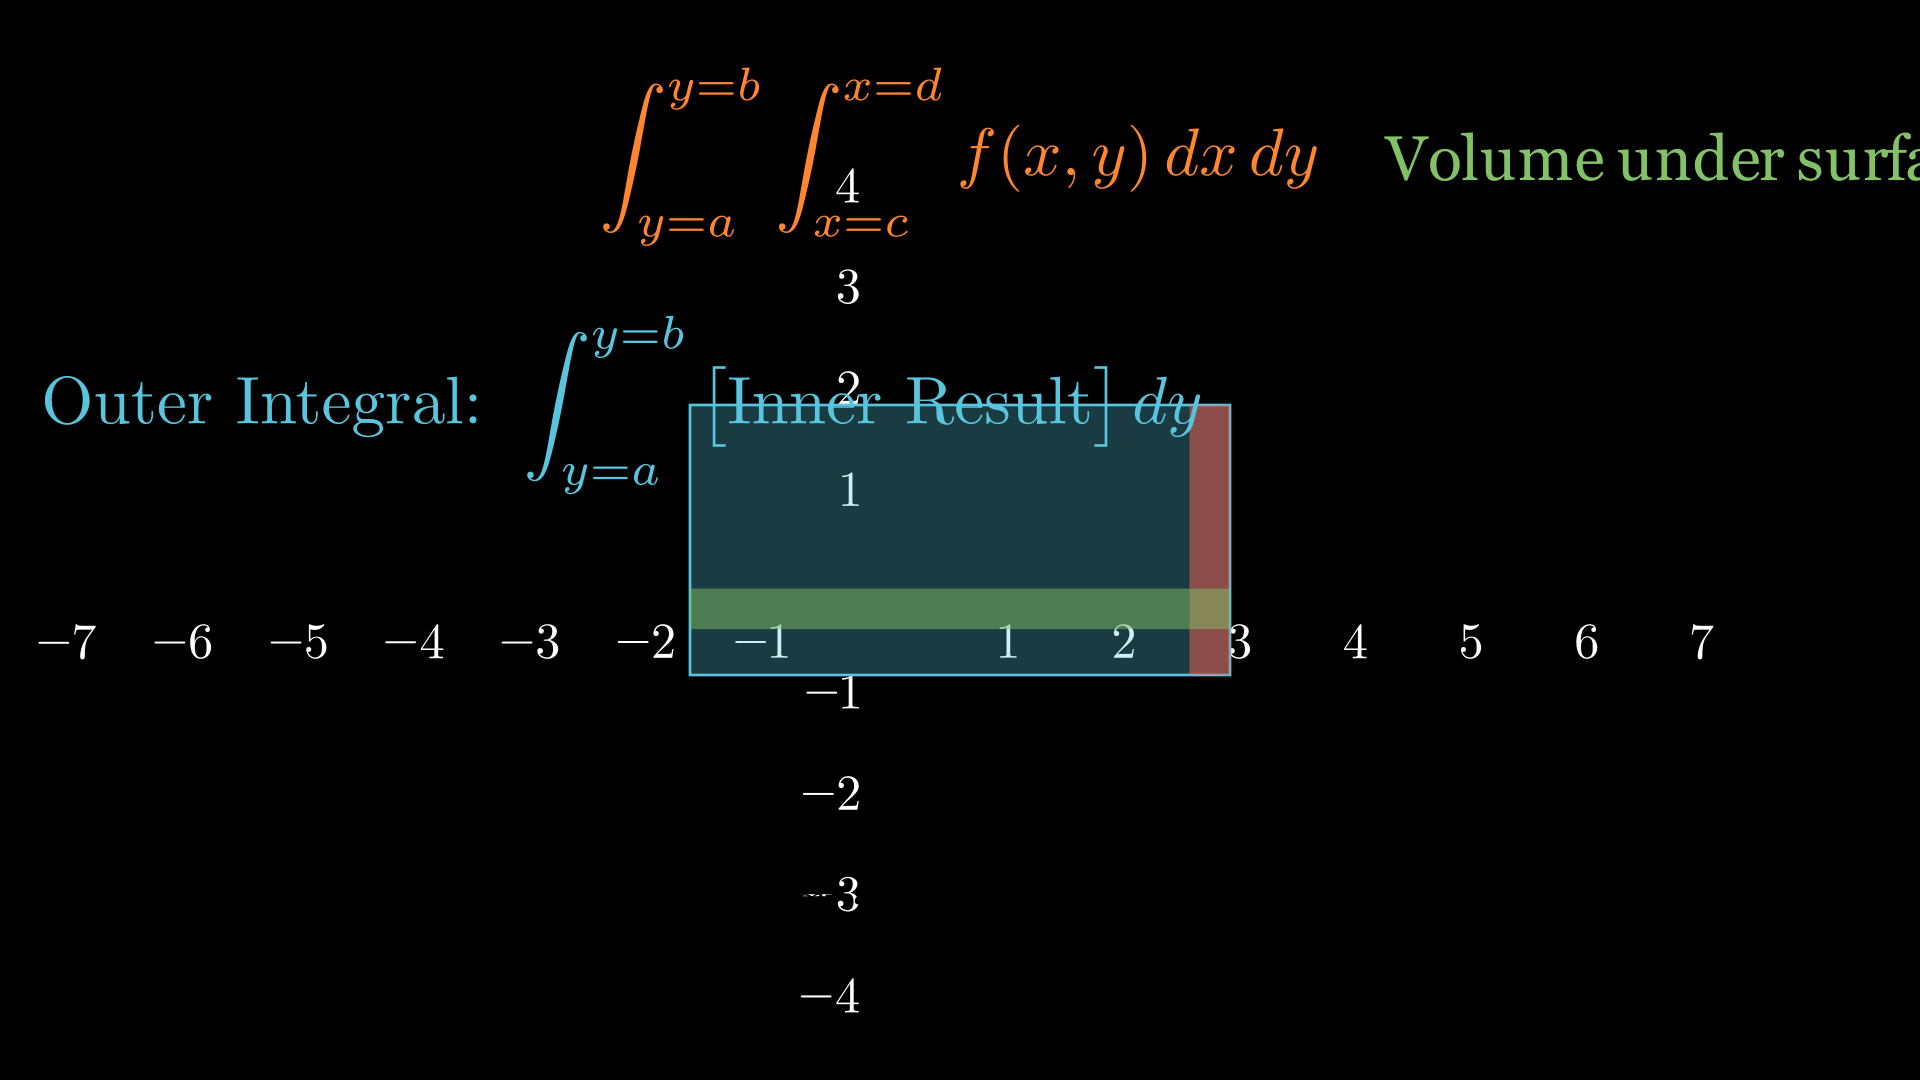 ∫_{y=a}^{y=b} ∫_{x=c}^{x=d} f(x, y) dx dy Volume under
4
3
Outer Integral: ∫_{y=a}^{y=b} [Inner Result] dy
2
1
−7 −6 −5 −4 −3 −2 −1 1 2 3 4 5 6 7
−1
−2
−3
−4